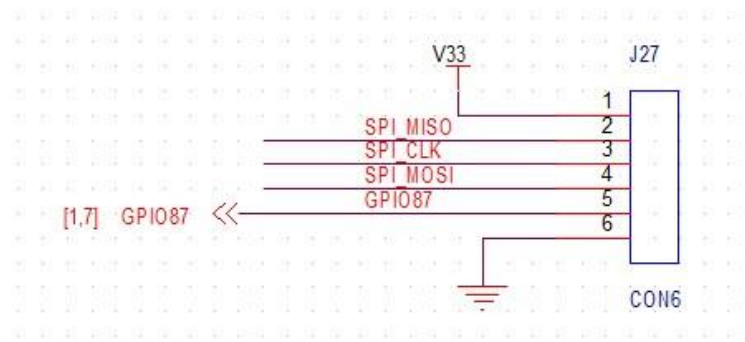 V33
J27
1
SPI_MISO 2
SPI_CLK 3
SPI_MOSI 4
GPIO87 5
[1,7] GPIO87
6
CON6